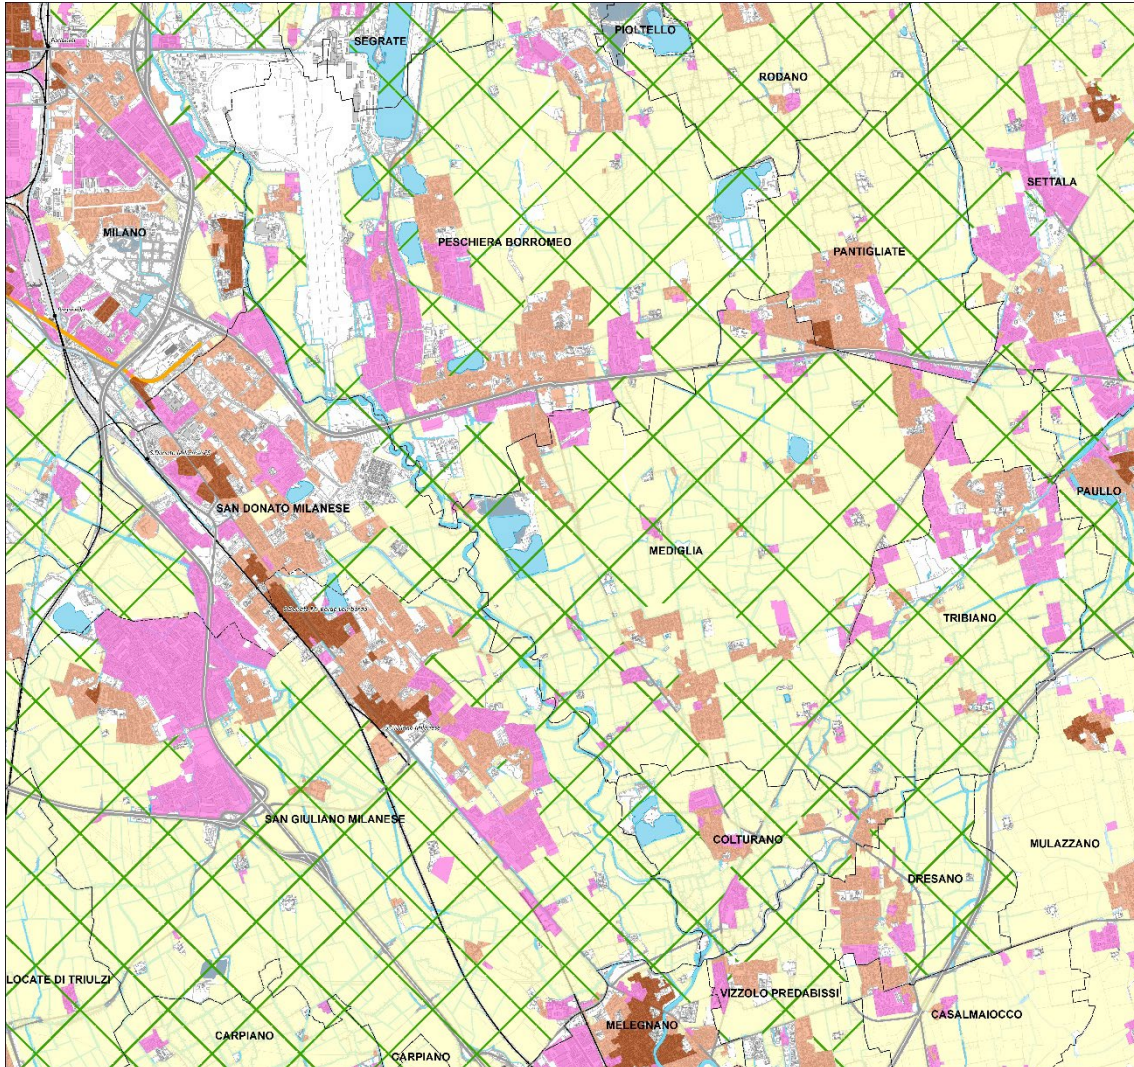 PIOLTELLO
SEGRATE
RODANO
SETTALA
MILANO
PESCHIERA BORROMEO
PANTIGLIATE
PAULLO
SAN DONATO MILANESE
MEDIGLIA
TRIBIANO
SAN GIULIANO MILANESE
COLTURANO
MULAZZANO
DRESANO
LOCATE DI TRIULZI
VIZZOLO PREDABISSI
CASALMAIOCCO
MELEGNANO
CARPIANO
CARPIANO